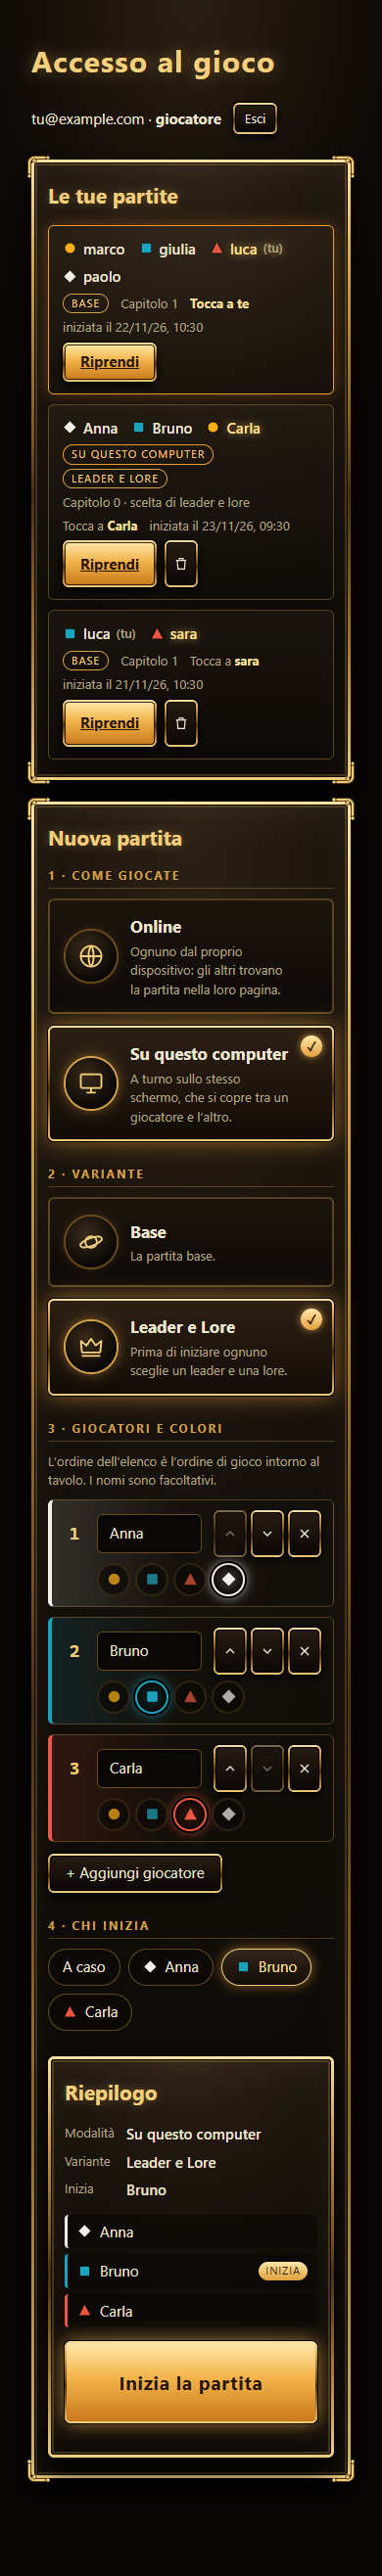 Accesso al gioco
tu@example.com · giocatore Esci
Le tue partite
marco giulia luca (tu)
paolo
BASE Capitolo 1 Tocca a te
iniziata il 22/11/26, 10:30
Riprendi
Anna Bruno Carla
SU QUESTO COMPUTER
LEADER E LORE
Capitolo 0 · scelta di leader e lore
Tocca a Carla iniziata il 23/11/26, 09:30
Riprendi
luca (tu) sara
BASE Capitolo 1 Tocca a sara
iniziata il 21/11/26, 10:30
Riprendi
Nuova partita
1 · COME GIOCATE
Online
Ognuno dal proprio
dispositivo: gli altri trovano
la partita nella loro pagina.
Su questo computer
A turno sullo stesso
schermo, che si copre tra un
giocatore e l'altro.
2 · VARIANTE
Base
La partita base.
Leader e Lore
Prima di iniziare ognuno
sceglie un leader e una lore.
3 · GIOCATORI E COLORI
L'ordine dell'elenco è l'ordine di gioco intorno al
tavolo. I nomi sono facoltativi.
1 Anna
2 Bruno
3 Carla
+ Aggiungi giocatore
4 · CHI INIZIA
A caso Anna Bruno
Carla
Riepilogo
Modalità Su questo computer
Variante Leader e Lore
Inizia Bruno
Anna
Bruno INIZIA
Carla
Inizia la partita